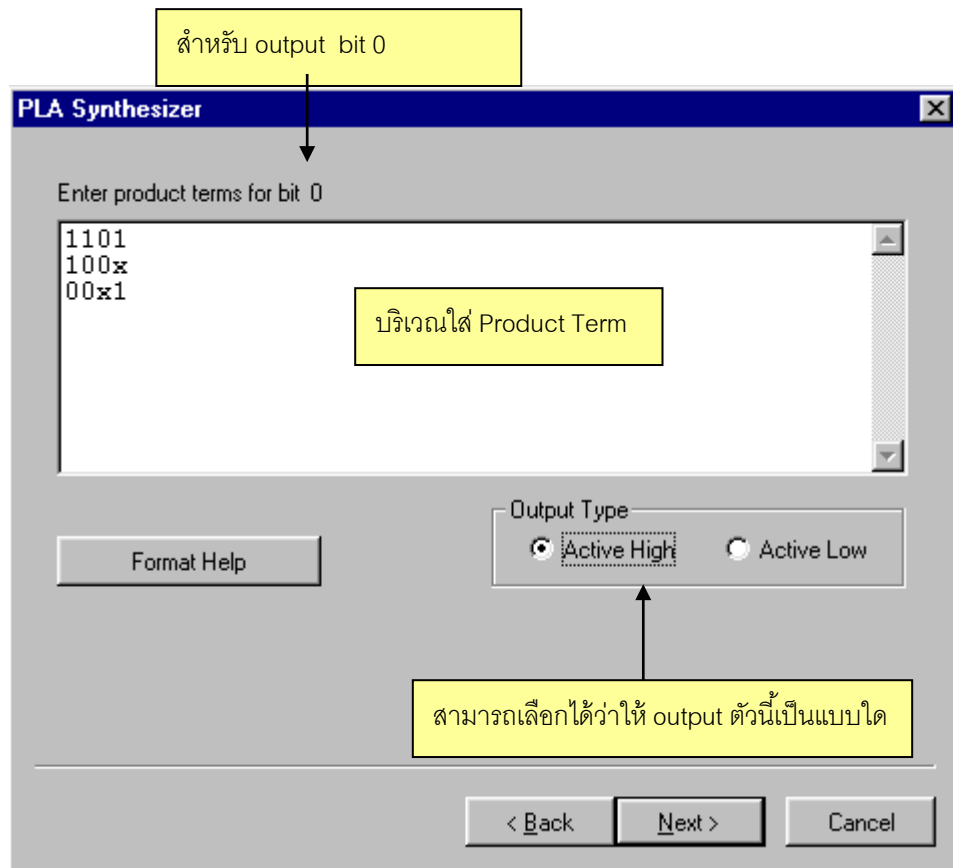 สำหรับ output bit 0
PLA Synthesizer
Enter product terms for bit 0
1101
100x
00x1
บริเวณใส่ Product Term
Output Type
Active High
Active Low
Format Help
สามารถเลือกได้ว่าให้ output ตัวนี้เป็นแบบใด
< Back
Next >
Cancel